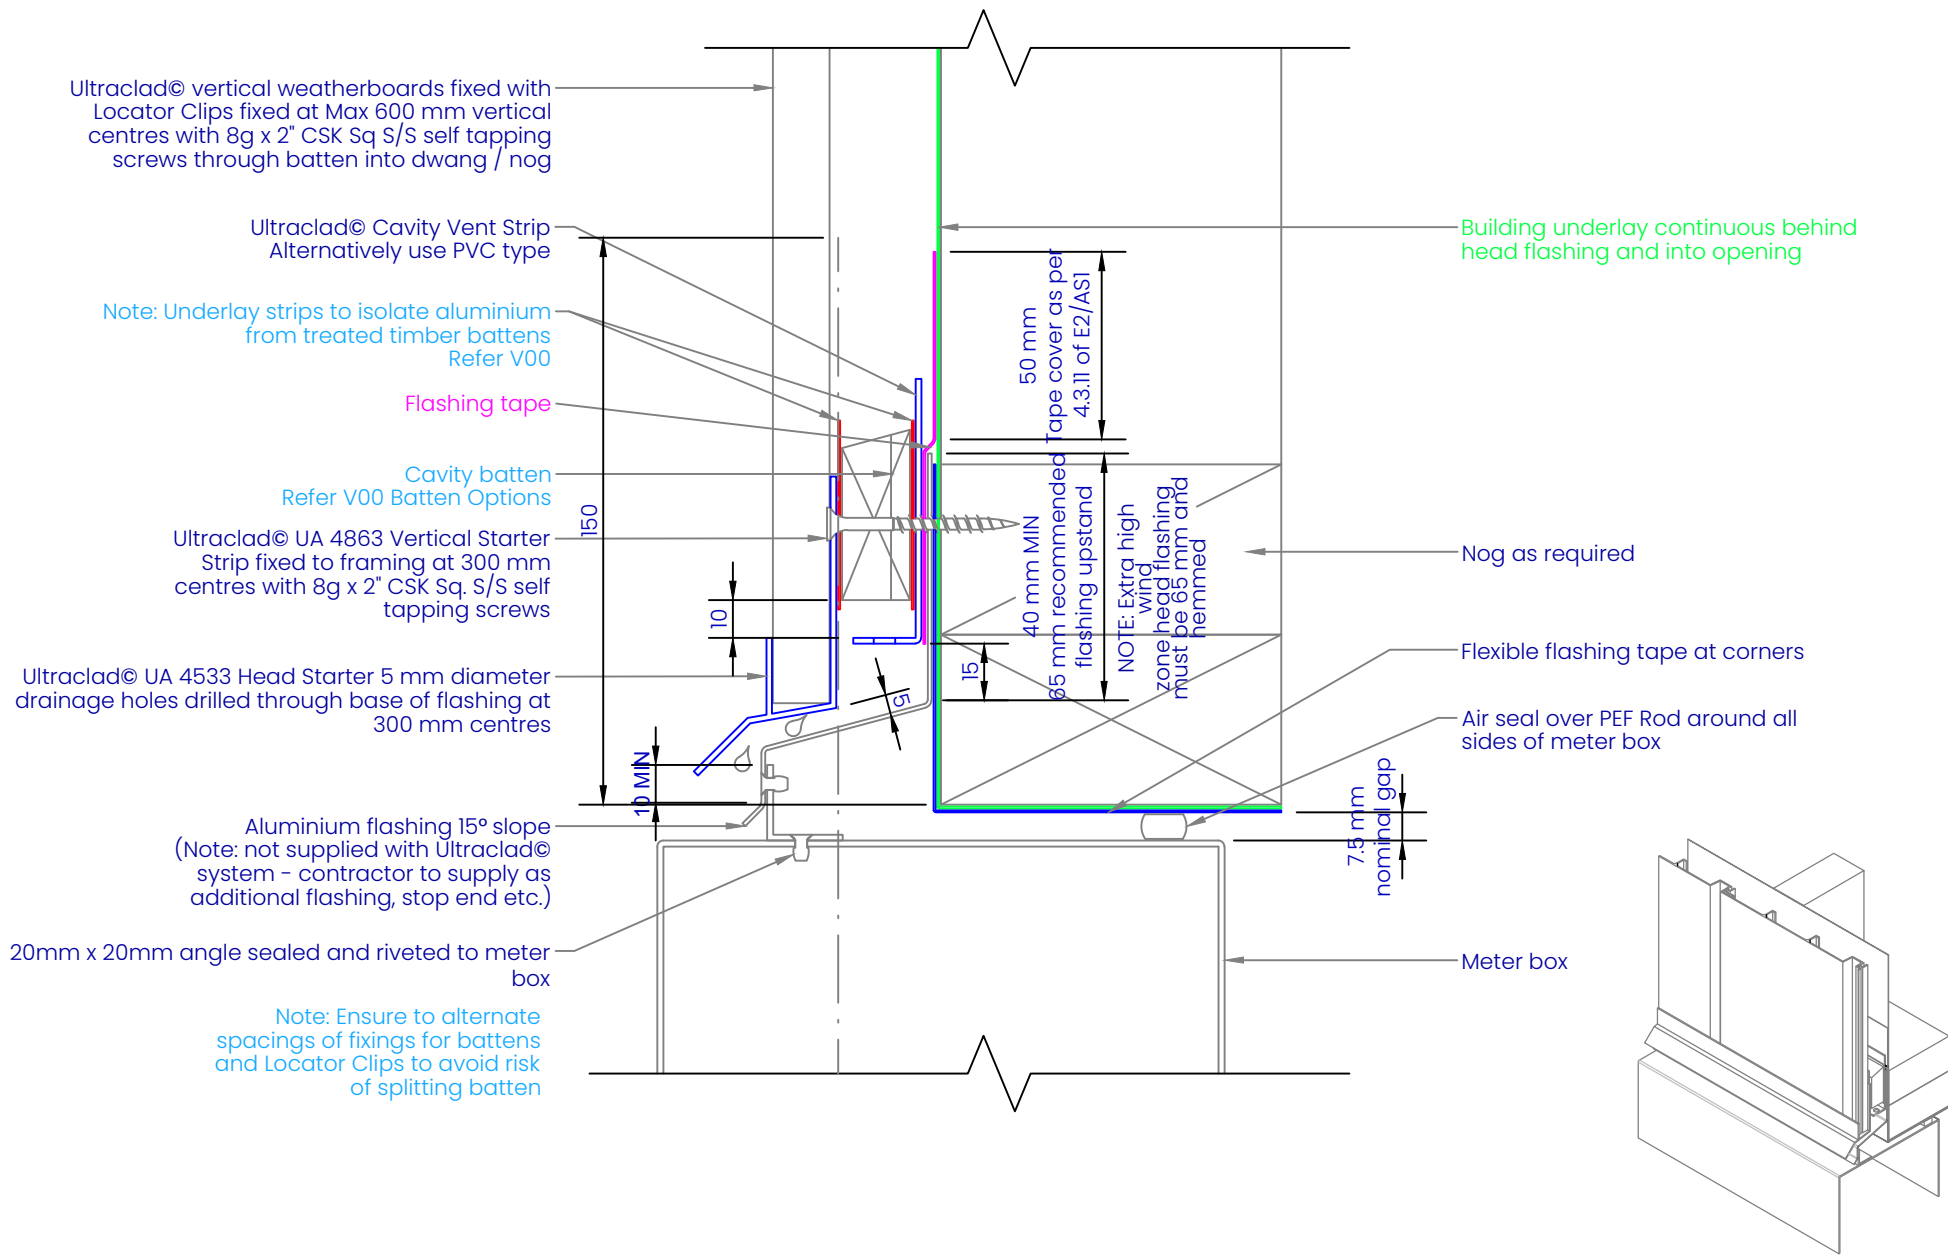 Ultraclad© vertical weatherboards fixed with
Locator Clips fixed at Max 600 mm vertical
centres with 8g x 2" CSK Sq S/S self tapping
screws through batten into dwang / nog
Ultraclad© Cavity Vent Strip
Alternatively use PVC type
Note: Underlay strips to isolate aluminium
from treated timber battens
Refer V00
Flashing tape
Cavity batten
Refer V00 Batten Options
Ultraclad© UA 4863 Vertical Starter
Strip fixed to framing at 300 mm
centres with 8g x 2" CSK Sq. S/S self
tapping screws
Ultraclad© UA 4533 Head Starter 5 mm diameter
drainage holes drilled through base of flashing at
300 mm centres
Aluminium flashing 15° slope
(Note: not supplied with Ultraclad©
system - contractor to supply as
additional flashing, stop end etc.)
20mm x 20mm angle sealed and riveted to meter
box
Note: Ensure to alternate
spacings of fixings for battens
and Locator Clips to avoid risk
of splitting batten
150
10
10 MIN
5
15
50 mm
Tape cover as per
4.3.11 of E2/AS1
40 mm MIN
65 mm recommended
flashing upstand
NOTE: Extra high
wind
zone head flashing
must be 65 mm and
hemmed
7.5 mm
nominal gap
Building underlay continuous behind
head flashing and into opening
Nog as required
Flexible flashing tape at corners
Air seal over PEF Rod around all
sides of meter box
Meter box